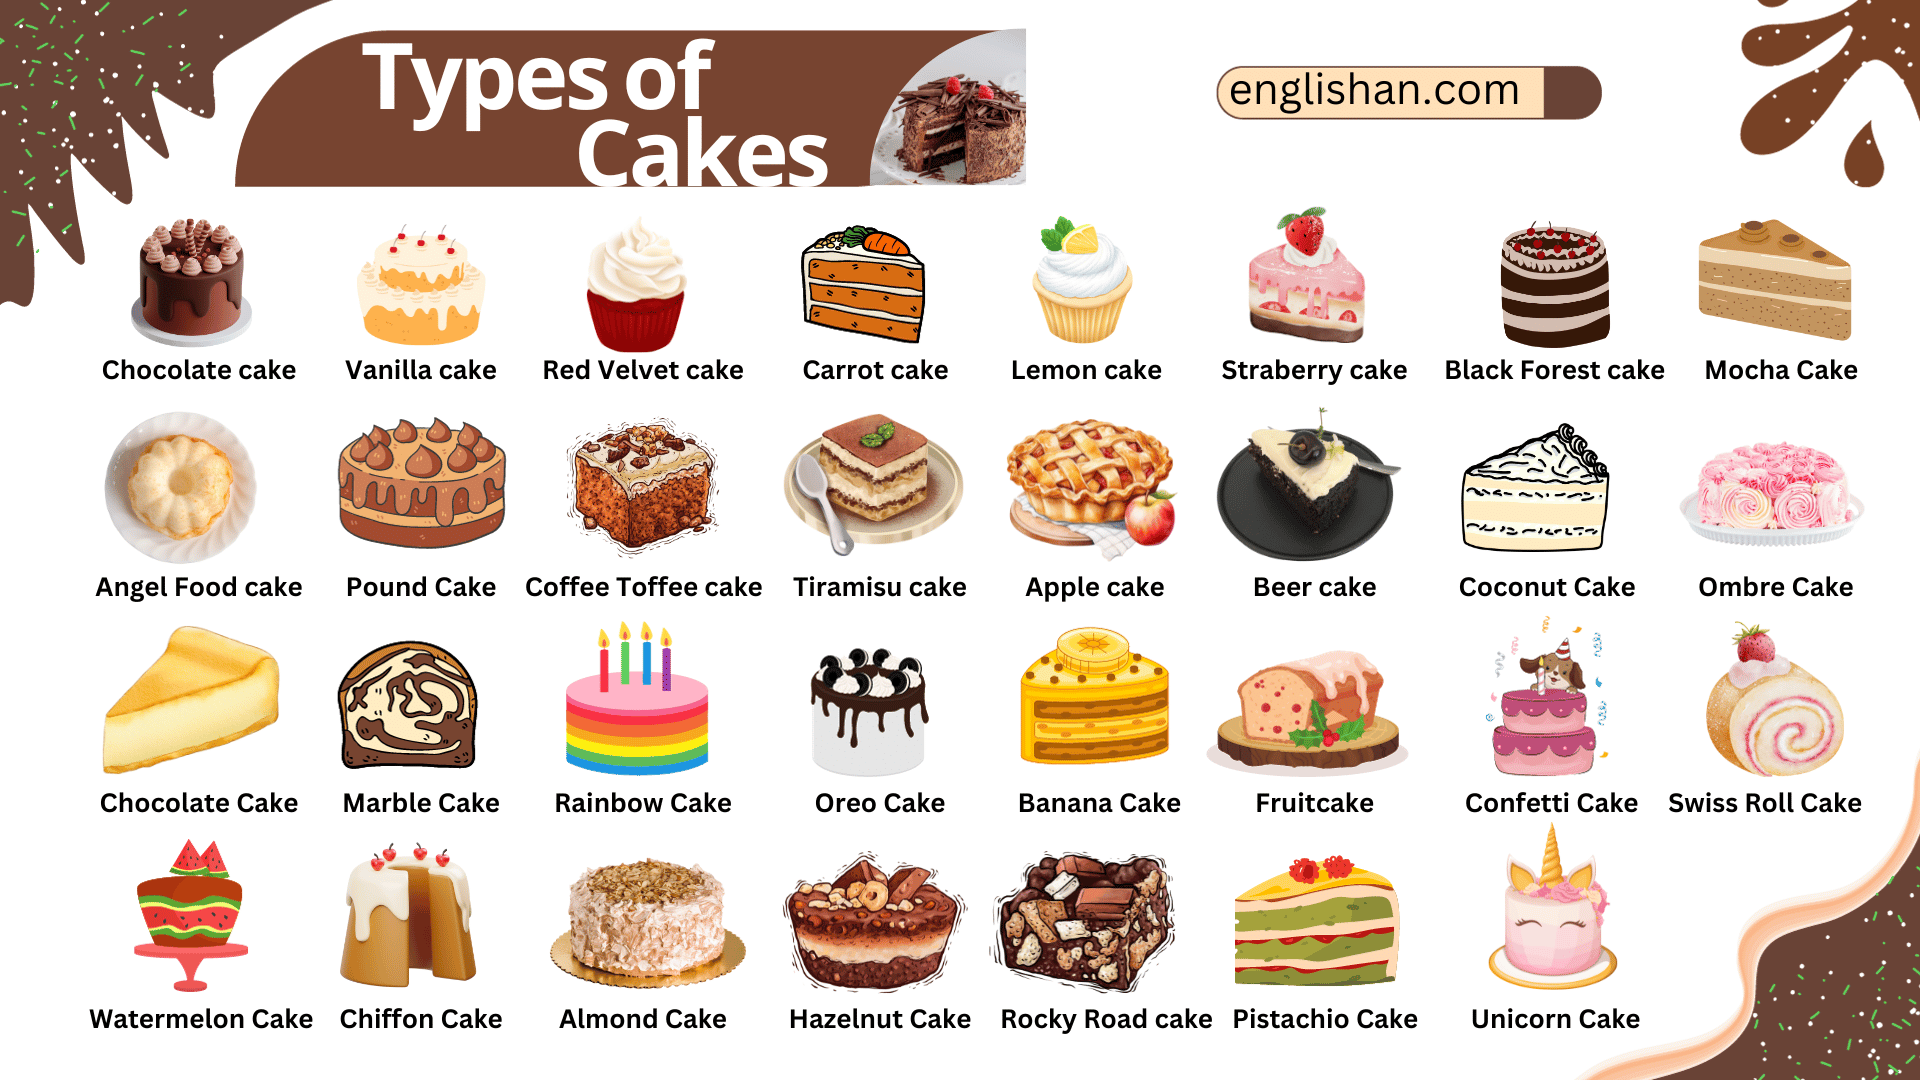 Types of
Cakes
englishan.com
Chocolate cake
Vanilla cake
Red Velvet cake
Carrot cake
Lemon cake
Straberry cake
Black Forest cake
Mocha Cake
Angel Food cake
Pound Cake
Coffee Toffee cake
Tiramisu cake
Apple cake
Beer cake
Coconut Cake
Ombre Cake
Chocolate Cake
Marble Cake
Rainbow Cake
Oreo Cake
Banana Cake
Fruitcake
Confetti Cake
Swiss Roll Cake
Watermelon Cake
Chiffon Cake
Almond Cake
Hazelnut Cake
Rocky Road cake
Pistachio Cake
Unicorn Cake